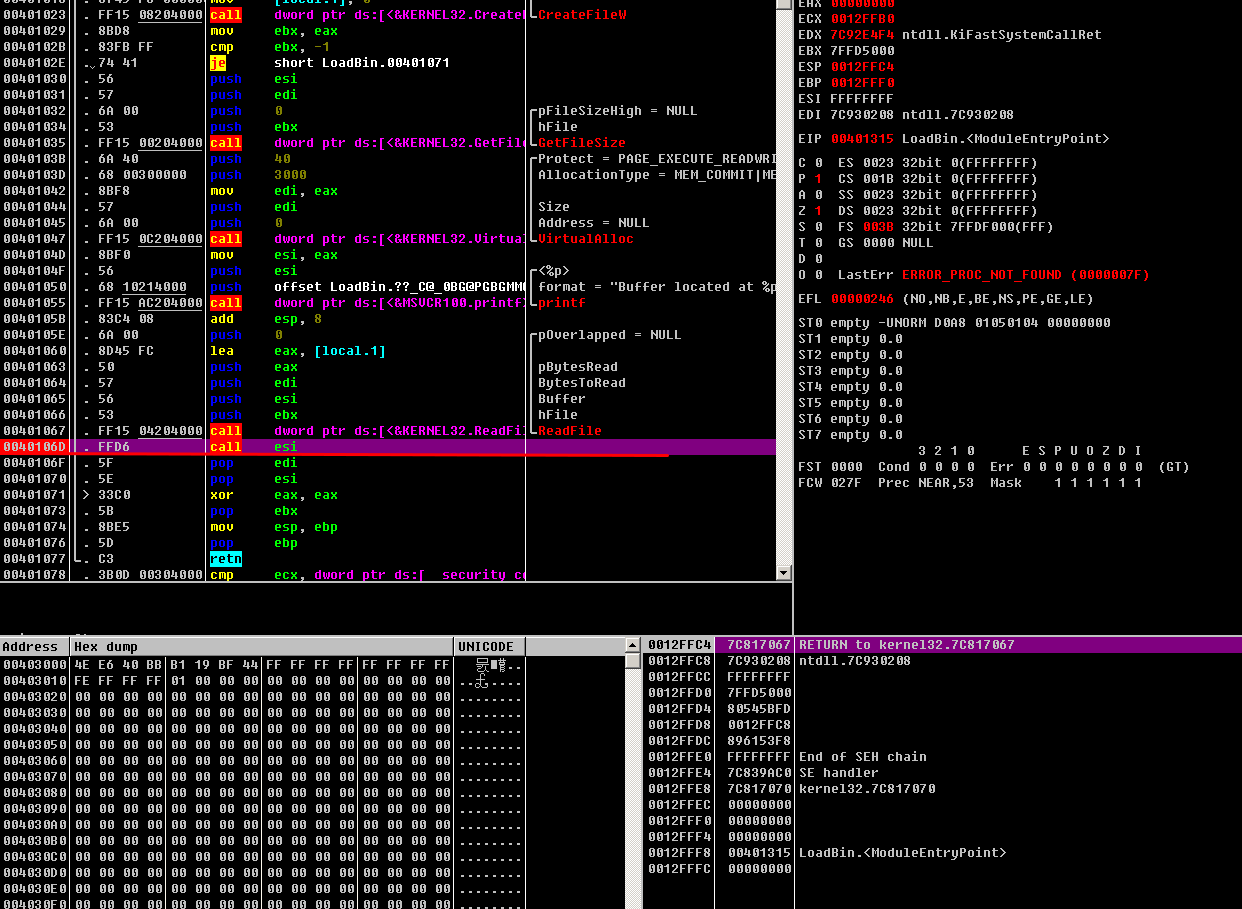 00401023 . FF15 08204000 call dword ptr ds:[<&KERNEL32.CreateF CreateFileW
00401029 . 8BD8 mov ebx, eax
0040102B . 83FB FF cmp ebx, -1
0040102E . 74 41 je short LoadBin.00401071
00401030 . 56 push esi
00401031 . 57 push edi
00401032 . 6A 00 push 0 pFileSizeHigh = NULL
00401034 . 53 push ebx hFile
00401035 . FF15 00204000 call dword ptr ds:[<&KERNEL32.GetFile GetFileSize
0040103B . 6A 40 push 40 Protect = PAGE_EXECUTE_READWRI
0040103D . 68 00300000 push 3000 AllocationType = MEM_COMMIT|ME
00401042 . 8BF8 mov edi, eax
00401044 . 57 push edi Size
00401045 . 6A 00 push 0 Address = NULL
00401047 . FF15 0C204000 call dword ptr ds:[<&KERNEL32.Virtua VirtualAlloc
0040104D . 8BF0 mov esi, eax
0040104F . 56 push esi <%p>
00401050 . 68 10214000 push offset LoadBin.??_C@_0BG@PGBGMM format = "Buffer located at %p
00401055 . FF15 AC204000 call dword ptr ds:[<&MSVCR100.printf printf
0040105B . 83C4 08 add esp, 8
0040105E . 6A 00 push 0 pOverlapped = NULL
00401060 . 8D45 FC lea eax, [local.1]
00401063 . 50 push eax pBytesRead
00401064 . 57 push edi BytesToRead
00401065 . 56 push esi Buffer
00401066 . 53 push ebx hFile
00401067 . FF15 04204000 call dword ptr ds:[<&KERNEL32.ReadFi ReadFile
0040106D . FFD6 call esi
0040106F . 5F pop edi
00401070 . 5E pop esi
00401071 > 33C0 xor eax, eax
00401073 . 5B pop ebx
00401074 . 8BE5 mov esp, ebp
00401076 . 5D pop ebp
00401077 . C3 retn
00401078 . 3B0D 00304000 cmp ecx, dword ptr ds:[__security_c
EAX 00000000
ECX 0012FFB0
EDX 7C92E4F4 ntdll.KiFastSystemCallRet
EBX 7FFD5000
ESP 0012FFC4
EBP 0012FFF0
ESI FFFFFFFF
EDI 7C930208 ntdll.7C930208
EIP 00401315 LoadBin.<ModuleEntryPoint>
C 0 ES 0023 32bit 0(FFFFFFFF)
P 1 CS 001B 32bit 0(FFFFFFFF)
A 0 SS 0023 32bit 0(FFFFFFFF)
Z 1 DS 0023 32bit 0(FFFFFFFF)
S 0 FS 003B 32bit 7FFDF000(FFF)
T 0 GS 0000 NULL
D 0
O 0 LastErr ERROR_PROC_NOT_FOUND (0000007F)
EFL 00000246 (NO,NB,E,BE,NS,PE,GE,LE)
ST0 empty -UNORM D0A8 01050104 00000000
ST1 empty 0.0
ST2 empty 0.0
ST3 empty 0.0
ST4 empty 0.0
ST5 empty 0.0
ST6 empty 0.0
ST7 empty 0.0
3 2 1 0 E S P U O Z D I
FST 0000 Cond 0 0 0 0 Err 0 0 0 0 0 0 0 0 (GT)
FCW 027F Prec NEAR,53 Mask 1 1 1 1 1 1
Address Hex dump UNICODE
00403000 4E E6 40 BB B1 19 BF 44 FF FF FF FF FF FF FF FF
00403010 FE FF FF FF 01 00 00 00 00 00 00 00 00 00 00 00
00403020 00 00 00 00 00 00 00 00 00 00 00 00 00 00 00 00 ........
00403030 00 00 00 00 00 00 00 00 00 00 00 00 00 00 00 00 ........
00403040 00 00 00 00 00 00 00 00 00 00 00 00 00 00 00 00 ........
00403050 00 00 00 00 00 00 00 00 00 00 00 00 00 00 00 00 ........
00403060 00 00 00 00 00 00 00 00 00 00 00 00 00 00 00 00 ........
00403070 00 00 00 00 00 00 00 00 00 00 00 00 00 00 00 00 ........
00403080 00 00 00 00 00 00 00 00 00 00 00 00 00 00 00 00 ........
00403090 00 00 00 00 00 00 00 00 00 00 00 00 00 00 00 00 ........
004030A0 00 00 00 00 00 00 00 00 00 00 00 00 00 00 00 00 ........
004030B0 00 00 00 00 00 00 00 00 00 00 00 00 00 00 00 00 ........
004030C0 00 00 00 00 00 00 00 00 00 00 00 00 00 00 00 00 ........
004030D0 00 00 00 00 00 00 00 00 00 00 00 00 00 00 00 00 ........
004030E0 00 00 00 00 00 00 00 00 00 00 00 00 00 00 00 00 ........
004030F0 00 00 00 00 00 00 00 00 00 00 00 00 00 00 00 00 ........
0012FFC4 7C817067 RETURN to kernel32.7C817067
0012FFC8 7C930208 ntdll.7C930208
0012FFCC FFFFFFFF
0012FFD0 7FFD5000
0012FFD4 80545BFD
0012FFD8 0012FFC8
0012FFDC 896153F8
0012FFE0 FFFFFFFF End of SEH chain
0012FFE4 7C839AC0 SE handler
0012FFE8 7C817070 kernel32.7C817070
0012FFEC 00000000
0012FFF0 00000000
0012FFF4 00000000
0012FFF8 00401315 LoadBin.<ModuleEntryPoint>
0012FFFC 00000000